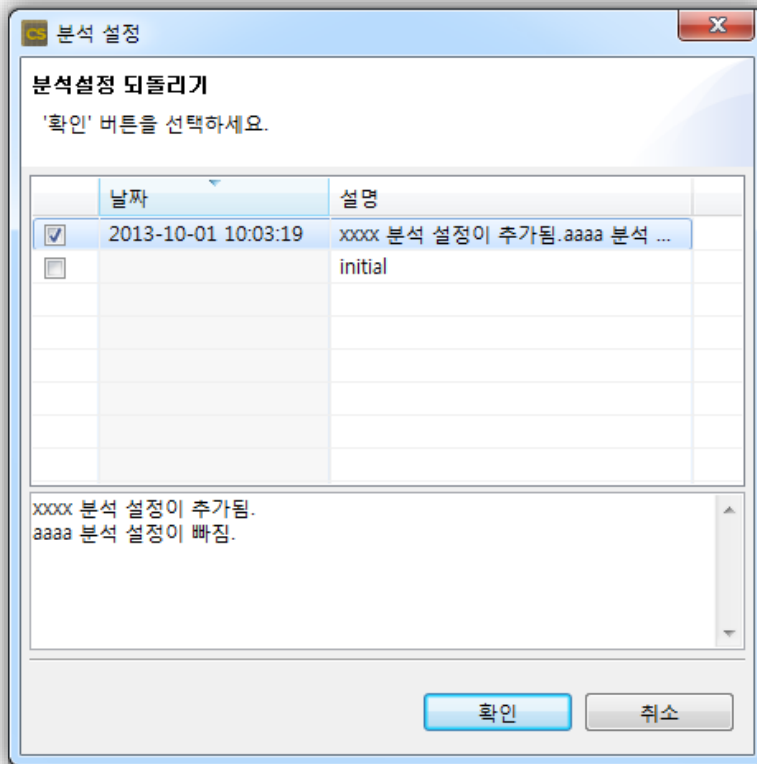 CS 분석 설정
분석설정 되돌리기
'확인' 버튼을 선택하세요.
날짜 설명
2013-10-01 10:03:19 xxxx 분석 설정이 추가됨.aaaa 분석 ...
initial
xxxx 분석 설정이 추가됨.
aaaa 분석 설정이 빠짐.
확인 취소